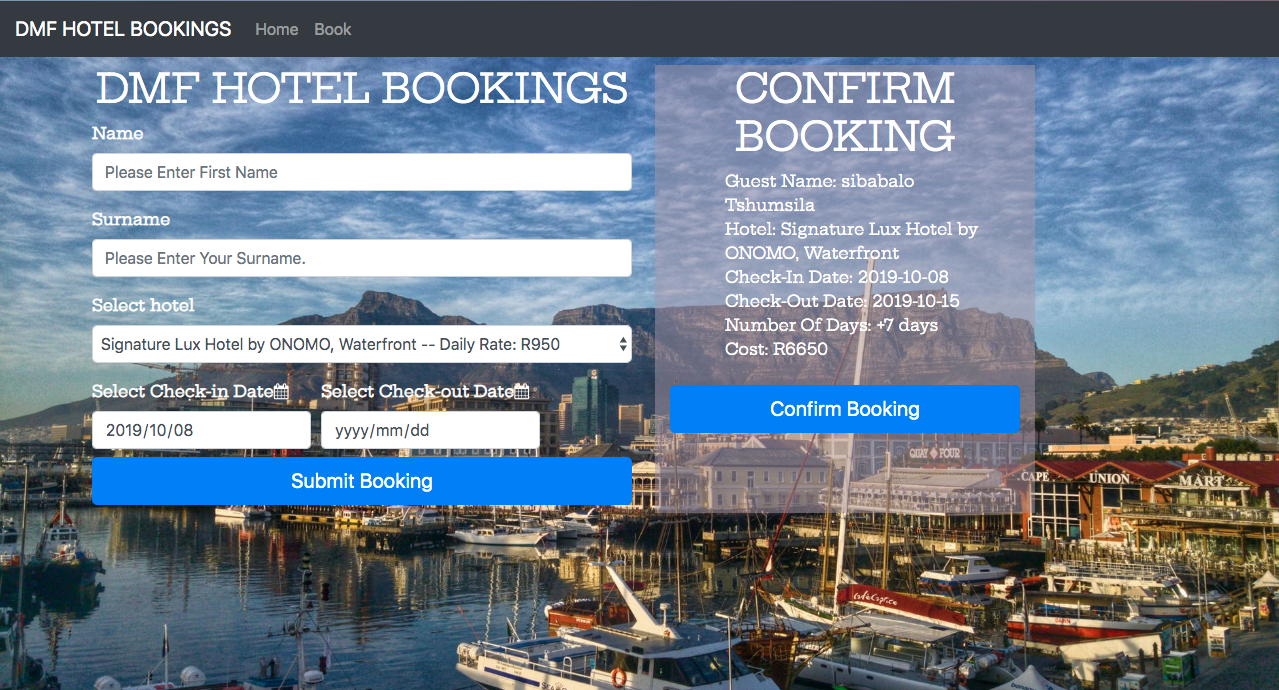 DMF HOTEL BOOKINGS Home Book
DMF HOTEL BOOKINGS
Name
Please Enter First Name
Surname
Please Enter Your Surname.
Select hotel
Signature Lux Hotel by ONOMO, Waterfront -- Daily Rate: R950
Select Check-in Date Select Check-out Date
2019/10/08 yyyy/mm/dd
Submit Booking
CONFIRM
BOOKING
Guest Name: sibabalo
Tshumsila
Hotel: Signature Lux Hotel by
ONOMO, Waterfront
Check-In Date: 2019-10-08
Check-Out Date: 2019-10-15
Number Of Days: +7 days
Cost: R6650
Confirm Booking
QUAY FOUR
CAPE UNION MART